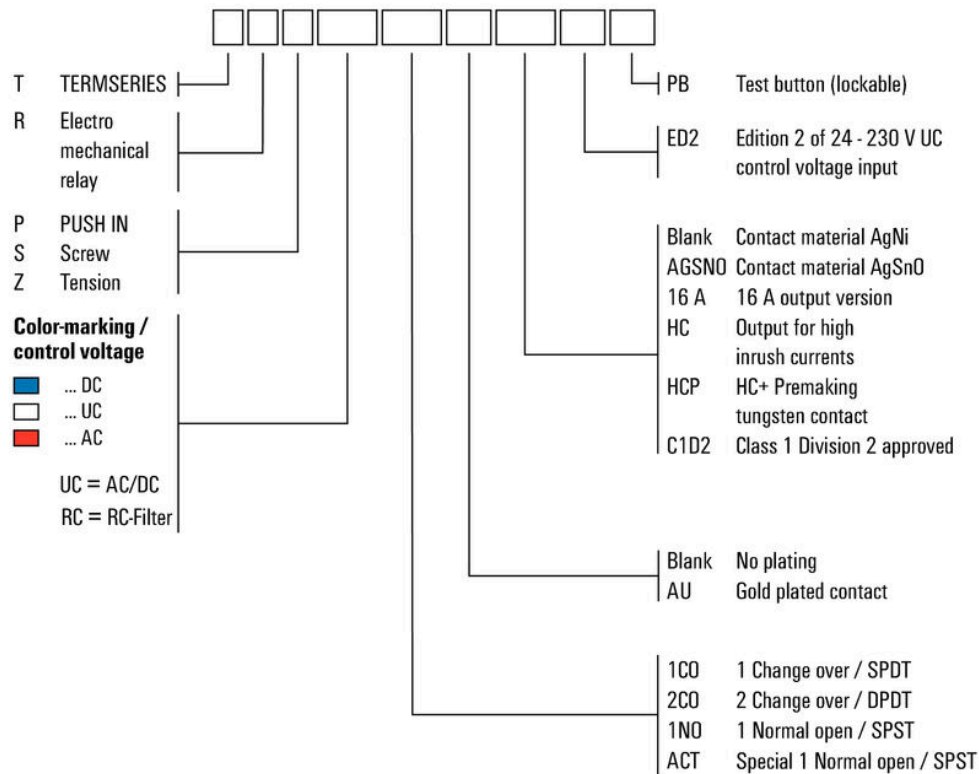 T TERMSERIES
R Electro
mechanical
relay
P PUSH IN
S Screw
Z Tension
Color-marking /
control voltage
... DC
... UC
... AC
UC = AC/DC
RC = RC-Filter
PB Test button (lockable)
ED2 Edition 2 of 24 - 230 V UC
control voltage input
Blank Contact material AgNi
AGSNO Contact material AgSnO
16 A 16 A output version
HC Output for high
inrush currents
HCP HC+ Premaking
tungsten contact
C1D2 Class 1 Division 2 approved
Blank No plating
AU Gold plated contact
1CO 1 Change over / SPDT
2CO 2 Change over / DPDT
1NO 1 Normal open / SPST
ACT Special 1 Normal open / SPST